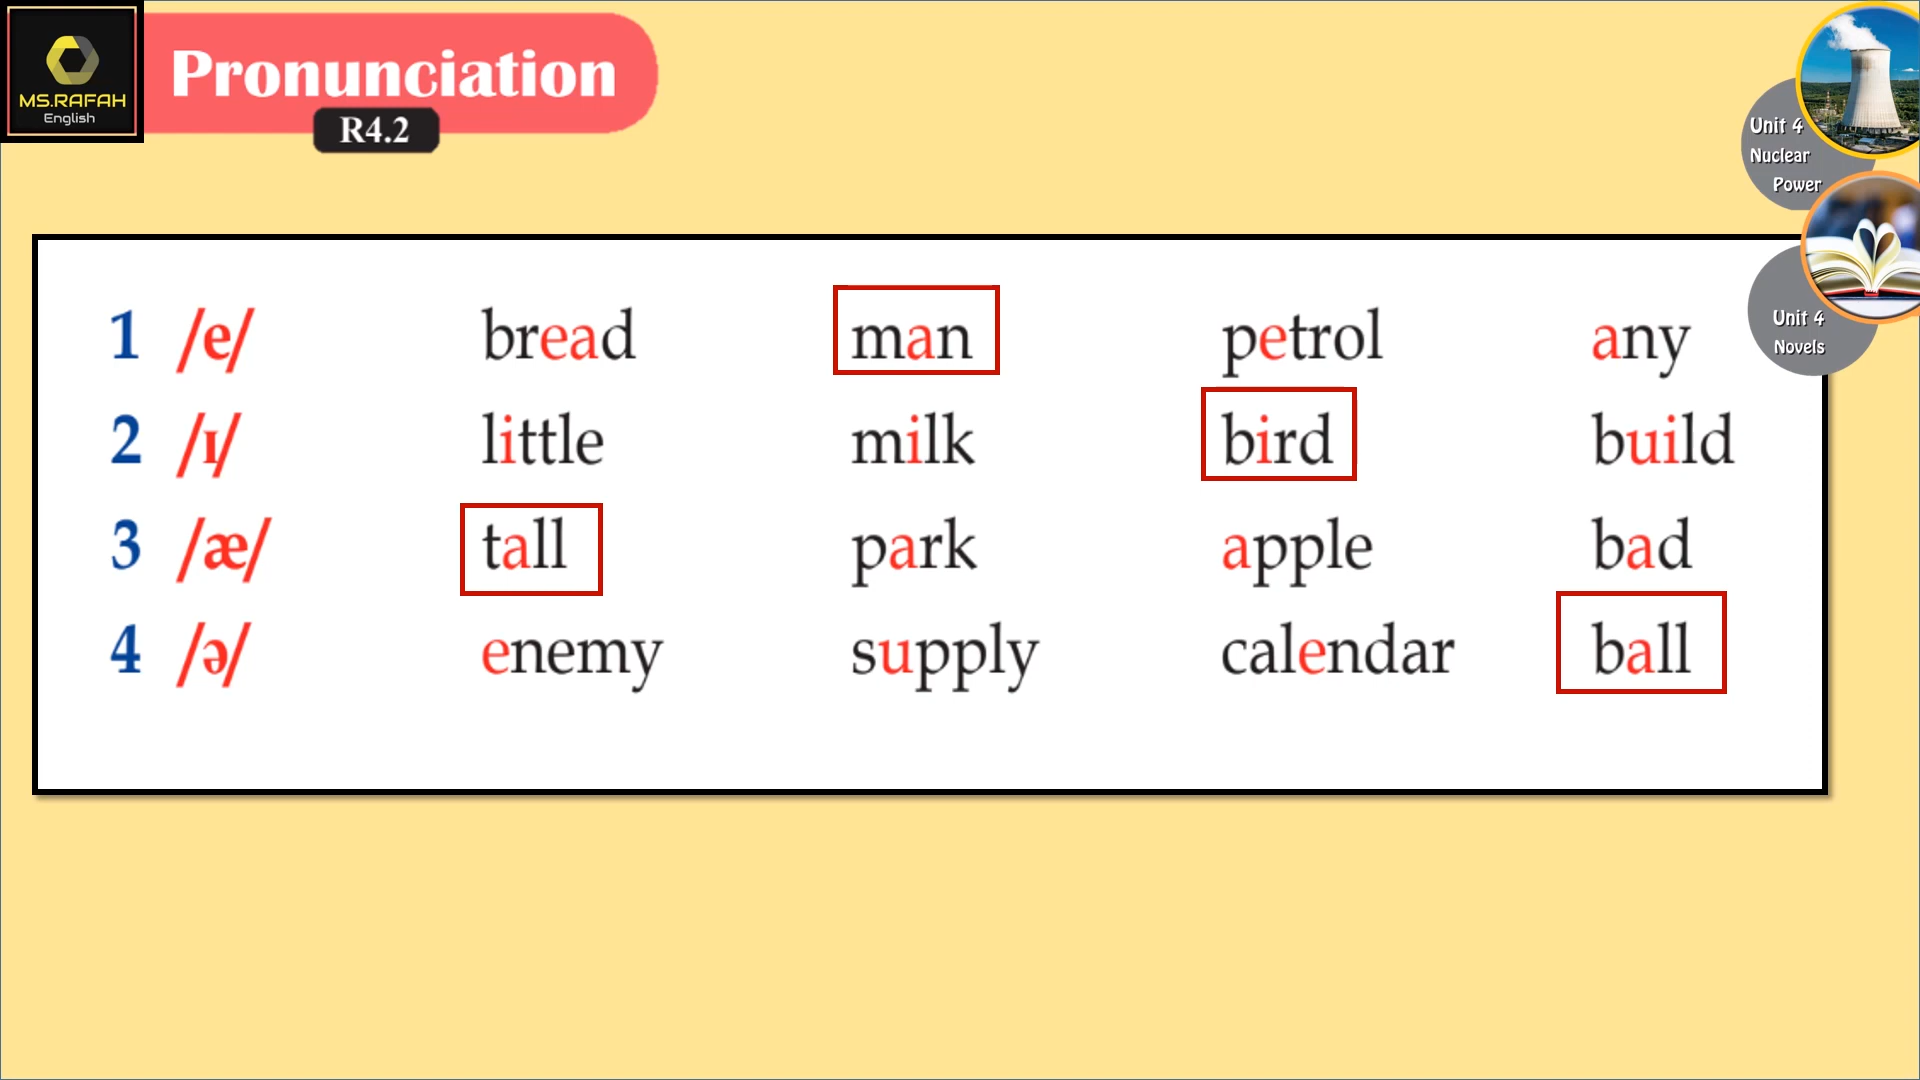 MS.RAFAH
English
Pronunciation
R4.2
Unit 4
Nuclear
Power
Unit 4
Novels
1 /e/ bread man petrol any
2 /ɪ/ little milk bird build
3 /æ/ tall park apple bad
4 /ə/ enemy supply calendar ball